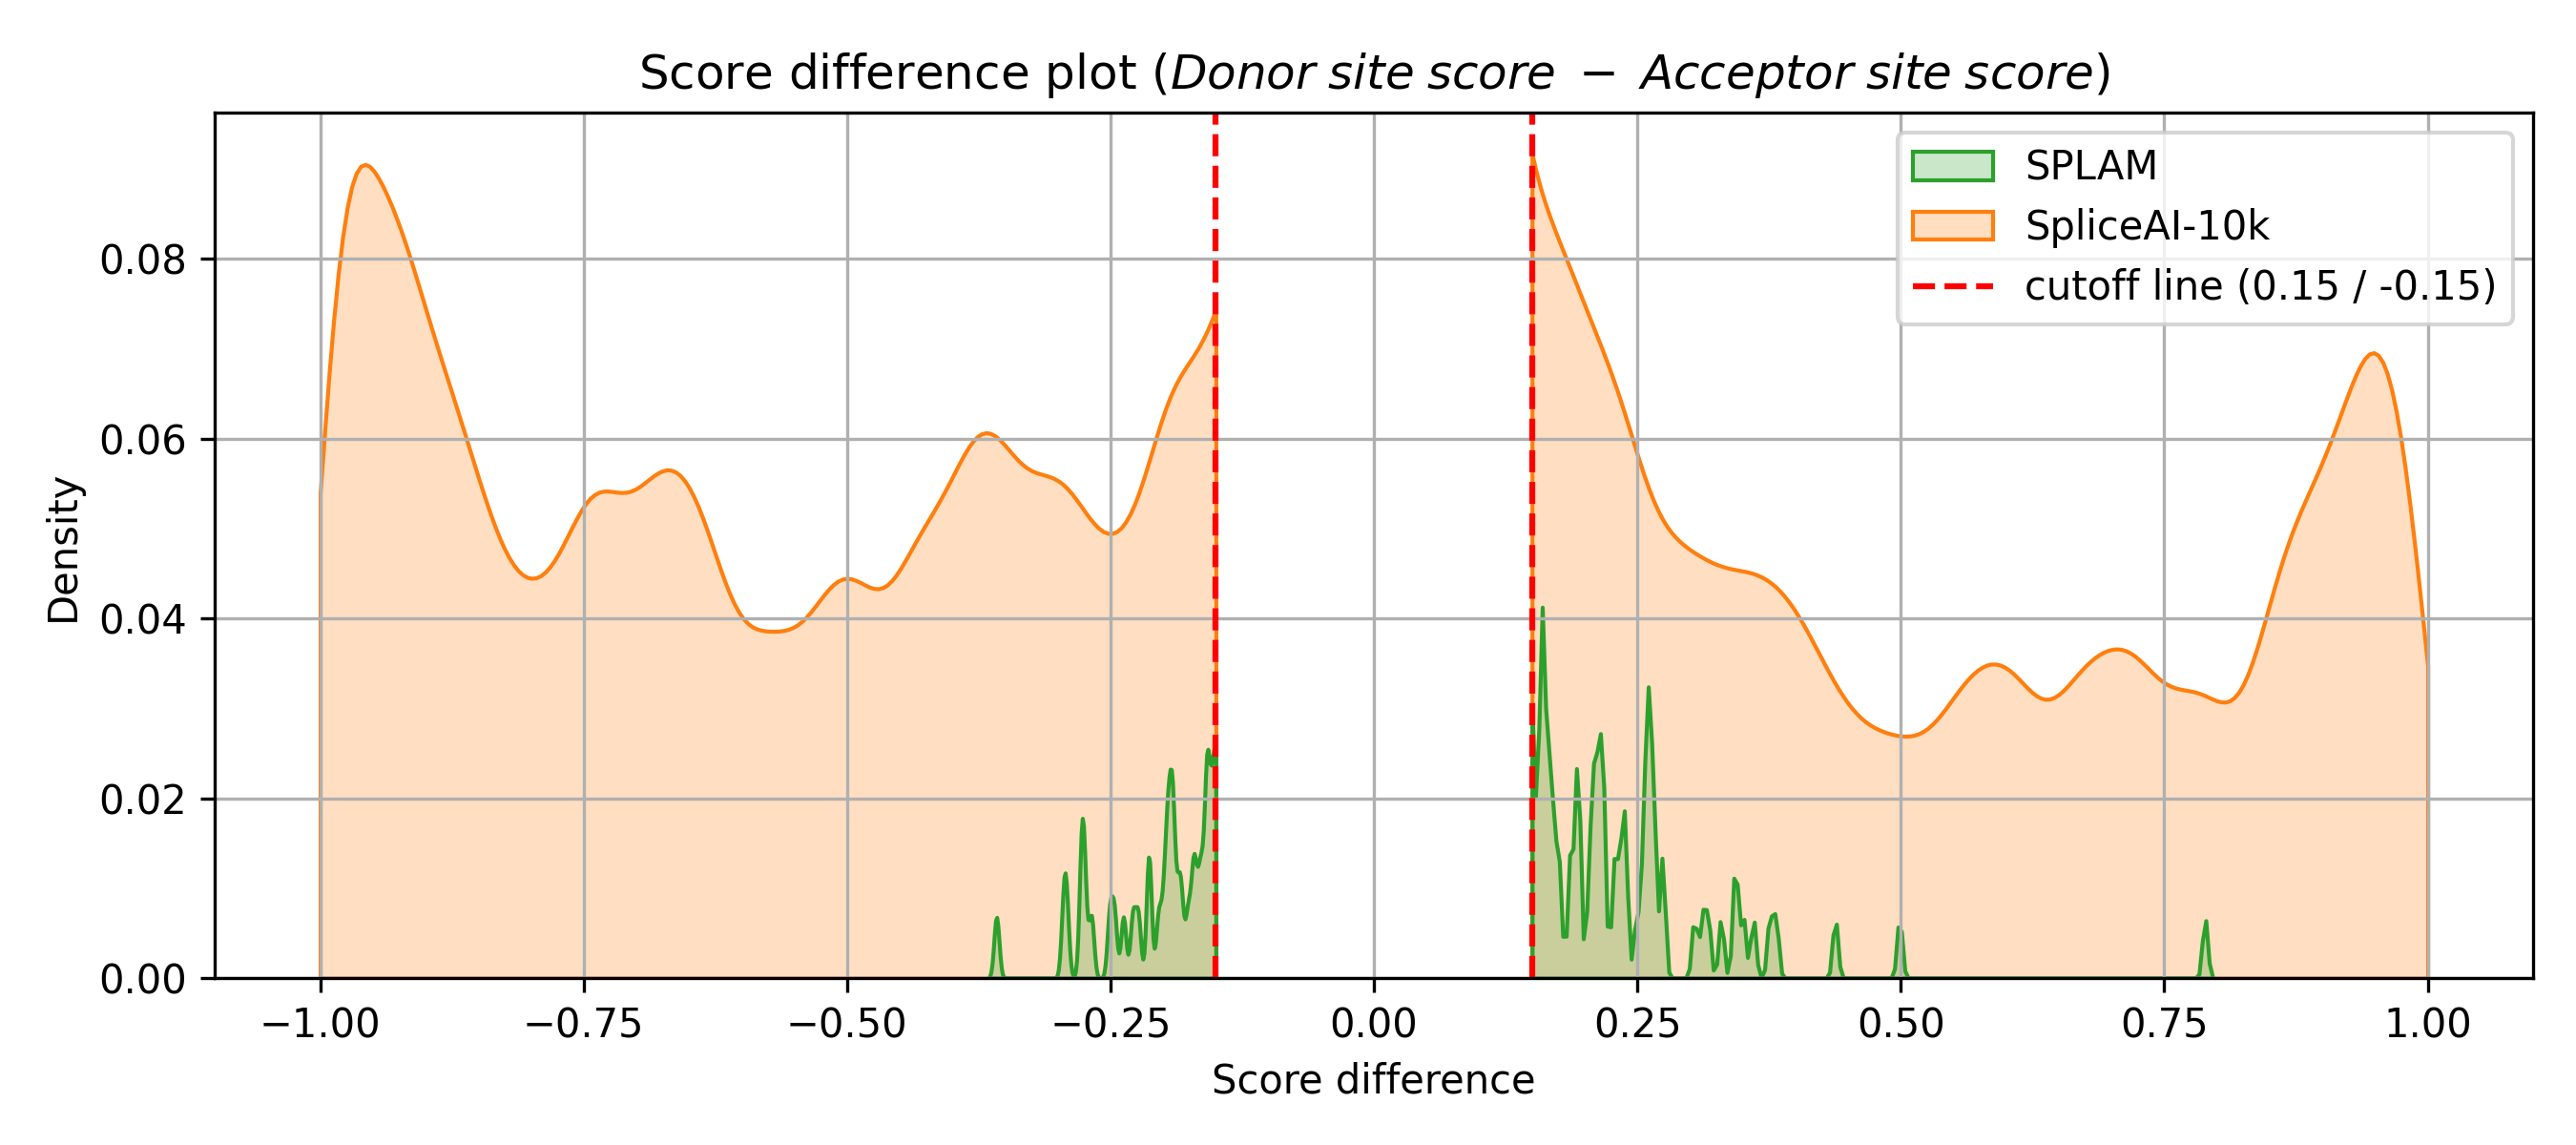 Score difference plot (Donor site score − Acceptor site score)
SPLAM
SpliceAI-10k
cutoff line (0.15 / -0.15)
Density
0.08
0.06
0.04
0.02
0.00
−1.00 −0.75 −0.50 −0.25 0.00 0.25 0.50 0.75 1.00
Score difference